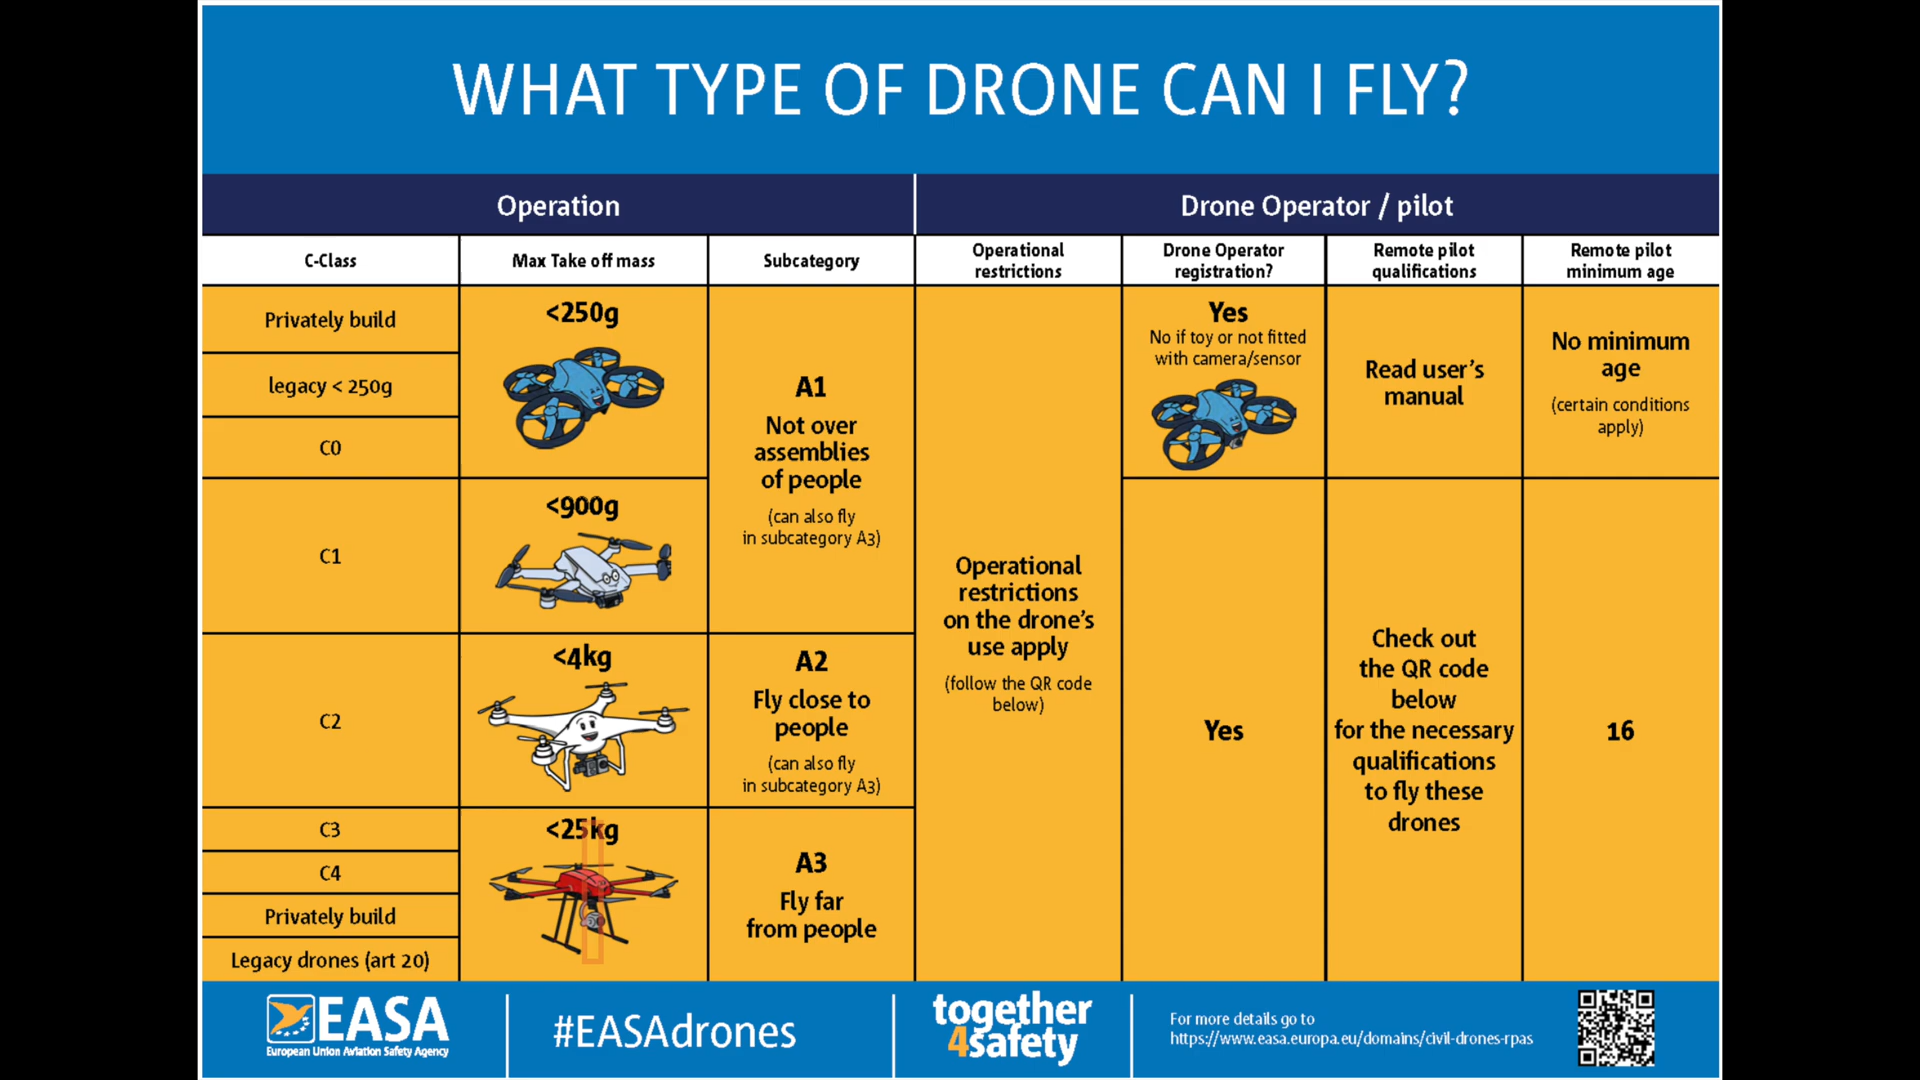 WHAT TYPE OF DRONE CAN I FLY?
Operation
Drone Operator / pilot
C-Class
Max Take off mass
Subcategory
Operational
restrictions
Drone Operator
registration?
Remote pilot
qualifications
Remote pilot
minimum age
Privately build
legacy < 250g
C0
<250g
A1
Not over
assemblies
of people
(can also fly
in subcategory A3)
C1
<900g
C2
<4kg
A2
Fly close to
people
(can also fly
in subcategory A3)
C3
C4
Privately build
Legacy drones (art 20)
<25kg
A3
Fly far
from people
Operational
restrictions
on the drone's
use apply
(follow the QR code
below)
Yes
No if toy or not fitted
with camera/sensor
Read user's
manual
No minimum
age
(certain conditions
apply)
Yes
Check out
the QR code
below
for the necessary
qualifications
to fly these
drones
16
EASA
European Union Aviation Safety Agency
#EASAdrones
together
4safety
For more details go to
https://www.easa.europa.eu/domains/civil-drones-rpas